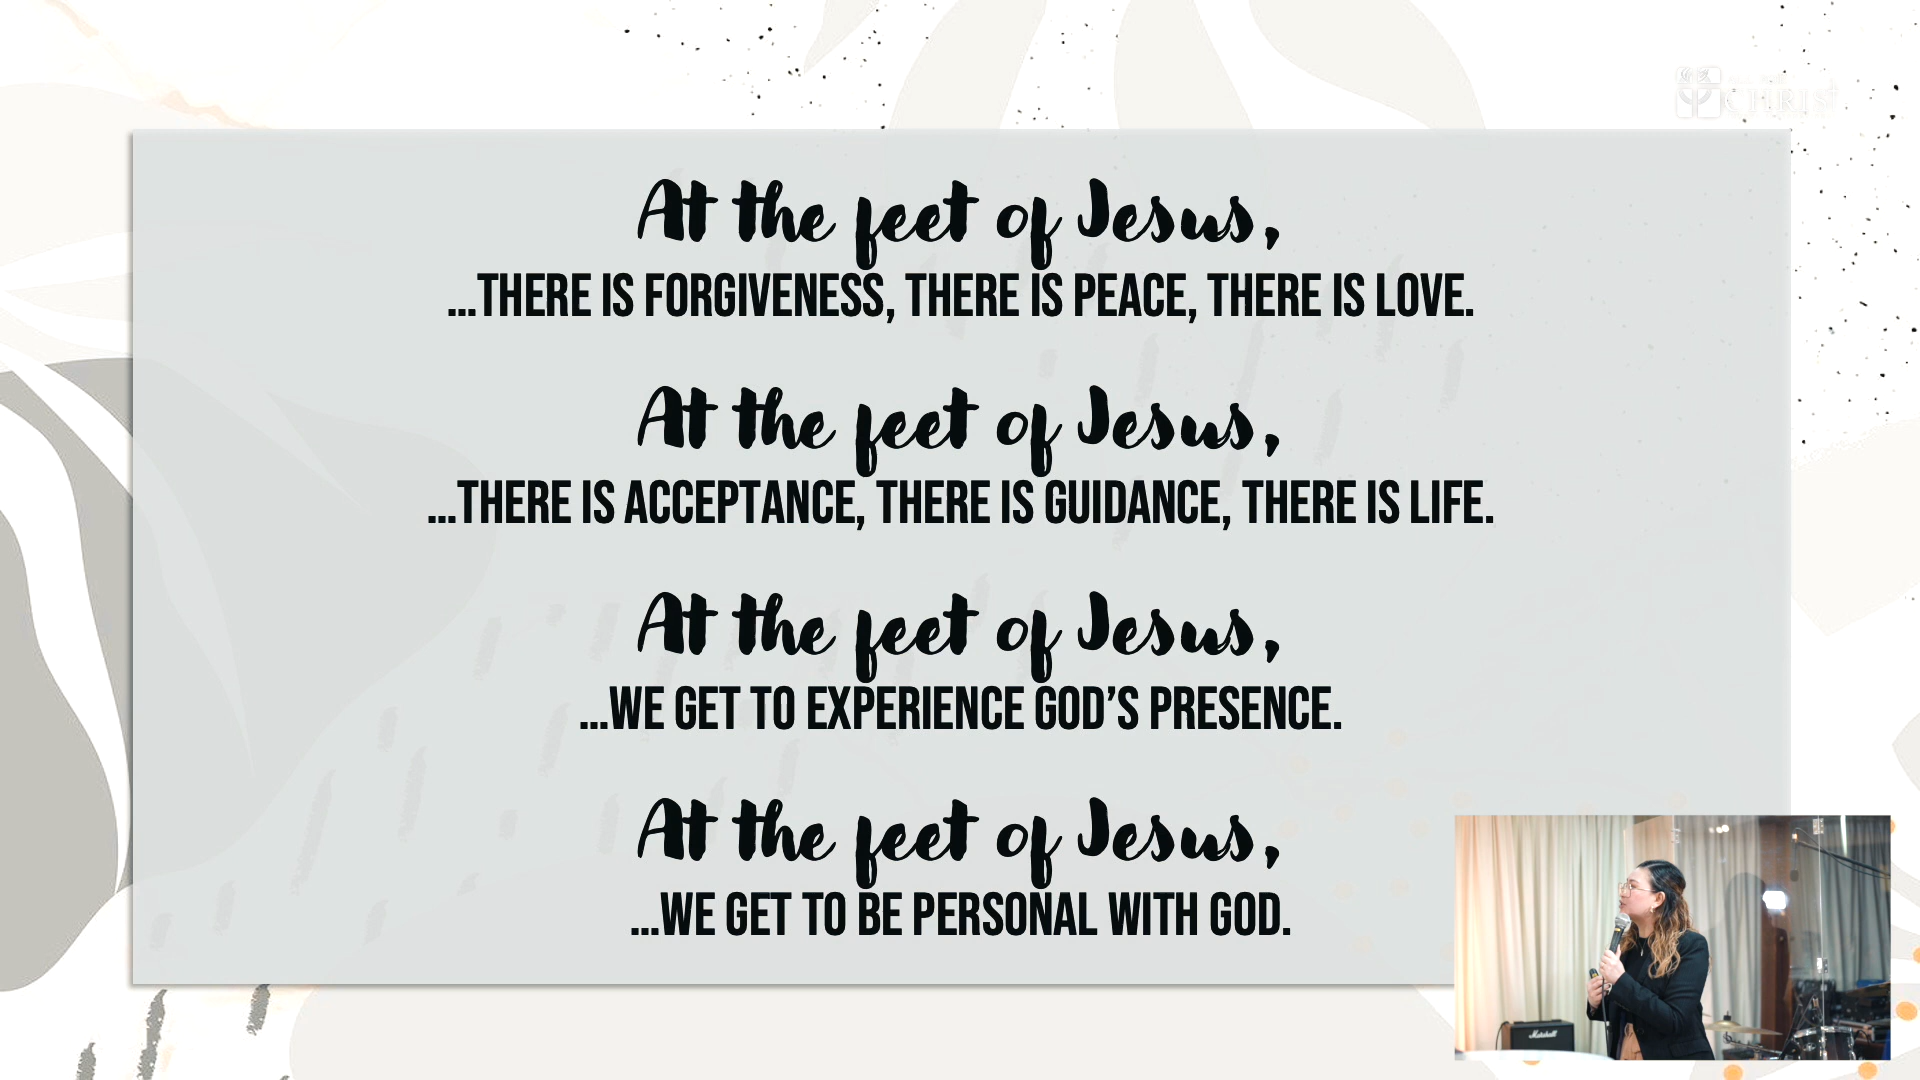 CHRIST
At the feet of Jesus,
...THERE IS FORGIVENESS, THERE IS PEACE, THERE IS LOVE.
At the feet of Jesus,
...THERE IS ACCEPTANCE, THERE IS GUIDANCE, THERE IS LIFE.
At the feet of Jesus,
...WE GET TO EXPERIENCE GOD’S PRESENCE.
At the feet of Jesus,
...WE GET TO BE PERSONAL WITH GOD.
Marshall